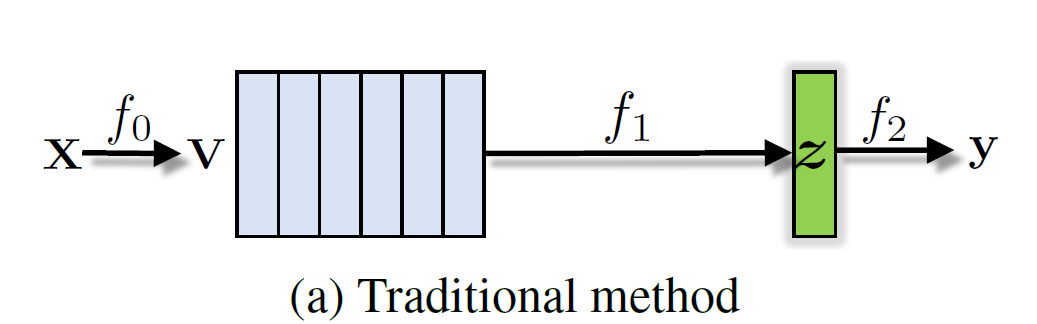 x f₀ v f₁ z f₂ y
(a) Traditional method